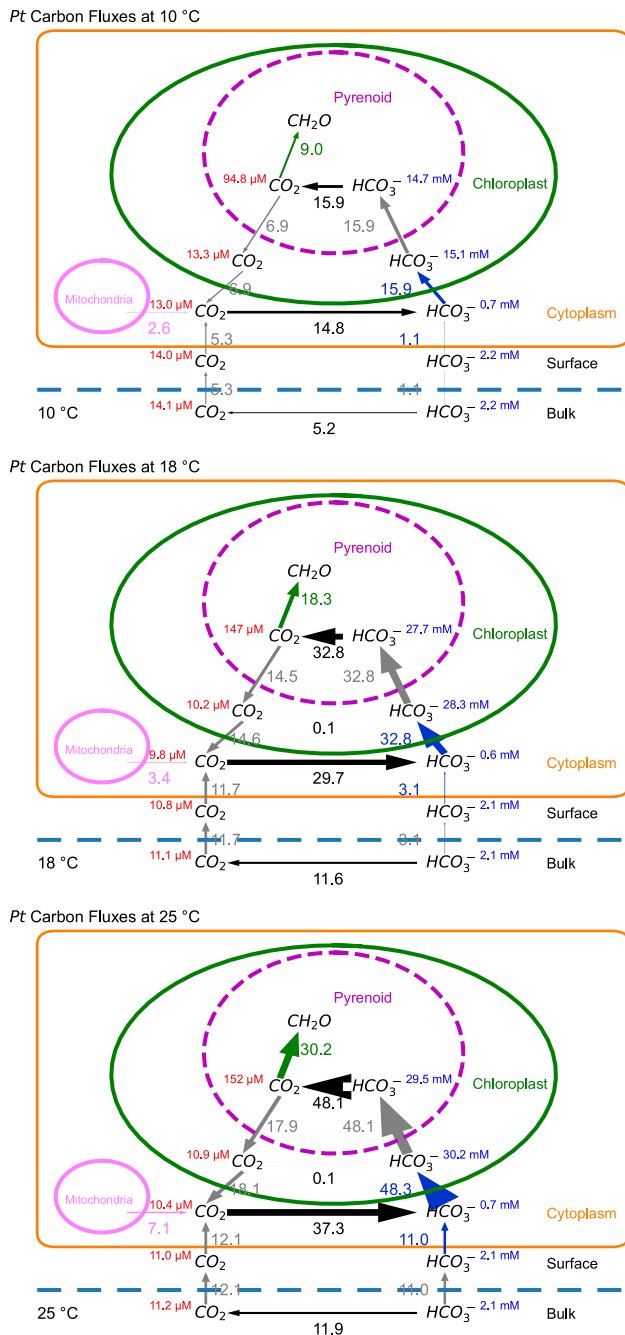 Pt Carbon Fluxes at 10 °C
Pyrenoid
CH₂O
9.0
94.8 µM CO₂ HCO₃⁻ 14.7 mM
Chloroplast
15.9
6.9 15.9
13.3 µM CO₂ HCO₃⁻ 15.1 mM
6.9 15.9
Mitochondria
13.0 µM CO₂ HCO₃⁻ 0.7 mM Cytoplasm
2.6 14.8
5.3 1.1
14.0 µM CO₂ HCO₃⁻ 2.2 mM Surface
5.3 1.1
10 °C 14.1 µM CO₂ HCO₃⁻ 2.2 mM Bulk
5.2
Pt Carbon Fluxes at 18 °C
Pyrenoid
CH₂O
18.3
147 µM CO₂ HCO₃⁻ 27.7 mM
Chloroplast
32.8
14.5 32.8
10.2 µM CO₂ HCO₃⁻ 28.3 mM
0.1
14.6 32.8
Mitochondria
9.8 µM CO₂ HCO₃⁻ 0.6 mM Cytoplasm
3.4 29.7
11.7 3.1
10.8 µM CO₂ HCO₃⁻ 2.1 mM Surface
11.7 3.1
18 °C 11.1 µM CO₂ HCO₃⁻ 2.1 mM Bulk
11.6
Pt Carbon Fluxes at 25 °C
Pyrenoid
CH₂O
30.2
152 µM CO₂ HCO₃⁻ 29.5 mM
Chloroplast
48.1
17.9 48.1
10.9 µM CO₂ HCO₃⁻ 30.2 mM
0.1
18.1 48.3
Mitochondria
10.4 µM CO₂ HCO₃⁻ 0.7 mM Cytoplasm
7.1 37.3
12.1 11.0
11.0 µM CO₂ HCO₃⁻ 2.1 mM Surface
12.1 11.0
25 °C 11.2 µM CO₂ HCO₃⁻ 2.1 mM Bulk
11.9